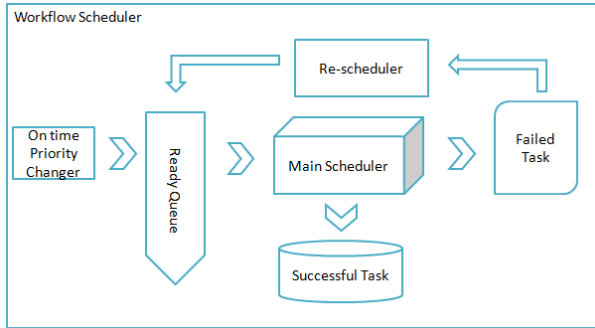 Workflow Scheduler
Re-scheduler
On time
Priority
Changer
Ready Queue
Main Scheduler
Failed
Task
Successful Task